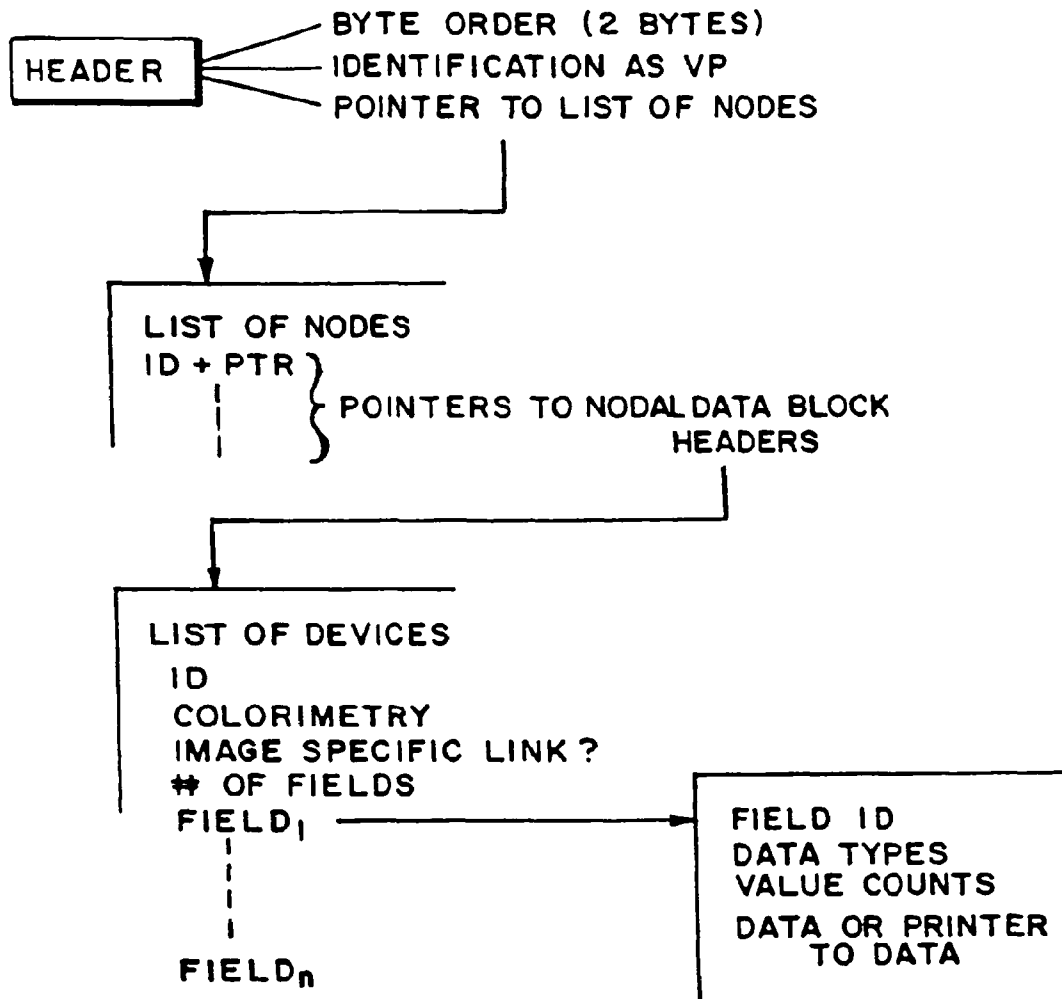 HEADER
BYTE ORDER (2 BYTES)
IDENTIFICATION AS VP
POINTER TO LIST OF NODES
LIST OF NODES
ID + PTR
POINTERS TO NODAL DATA BLOCK
HEADERS
LIST OF DEVICES
ID
COLORIMETRY
IMAGE SPECIFIC LINK ?
# OF FIELDS
FIELD₁
FIELDₙ
FIELD ID
DATA TYPES
VALUE COUNTS
DATA OR PRINTER
TO DATA